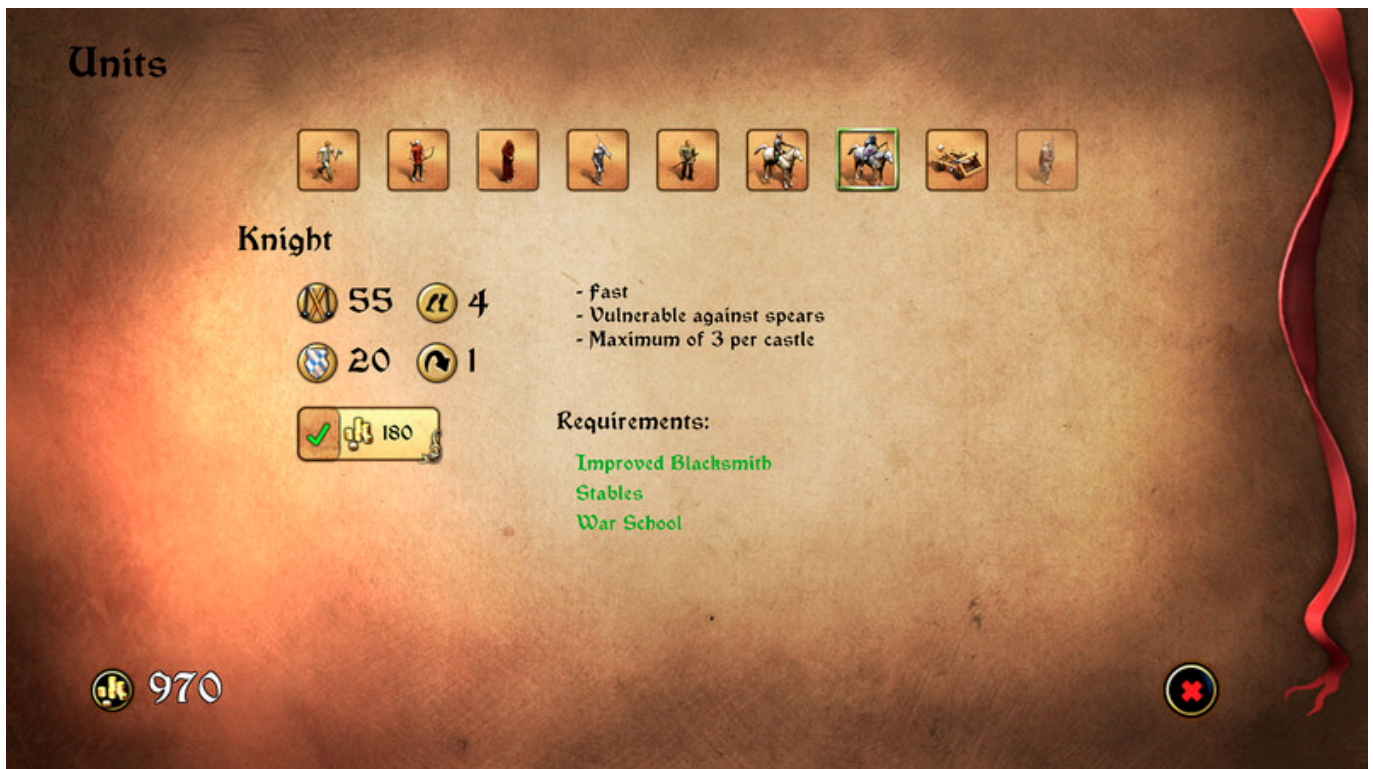 Units
Knight
55 4
20 1
180
- Fast
- Vulnerable against spears
- Maximum of 3 per castle
Requirements:
Improved Blacksmith
Stables
War School
970